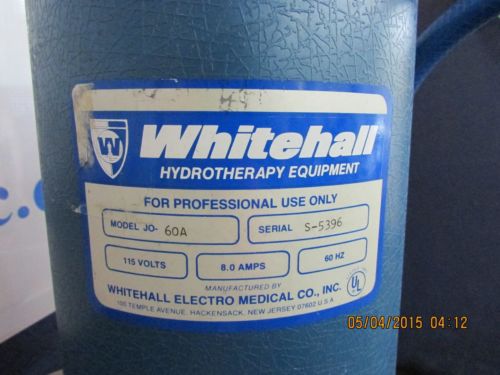 W
Whitehall
HYDROTHERAPY EQUIPMENT
FOR PROFESSIONAL USE ONLY
MODEL JO- 60A
SERIAL S-5396
115 VOLTS
8.0 AMPS
60 HZ
MANUFACTURED BY
WHITEHALL ELECTRO MEDICAL CO., INC.
105 TEMPLE AVENUE, HACKENSACK, NEW JERSEY 07602 U.S.A.
UL
05/04/2015 04:12